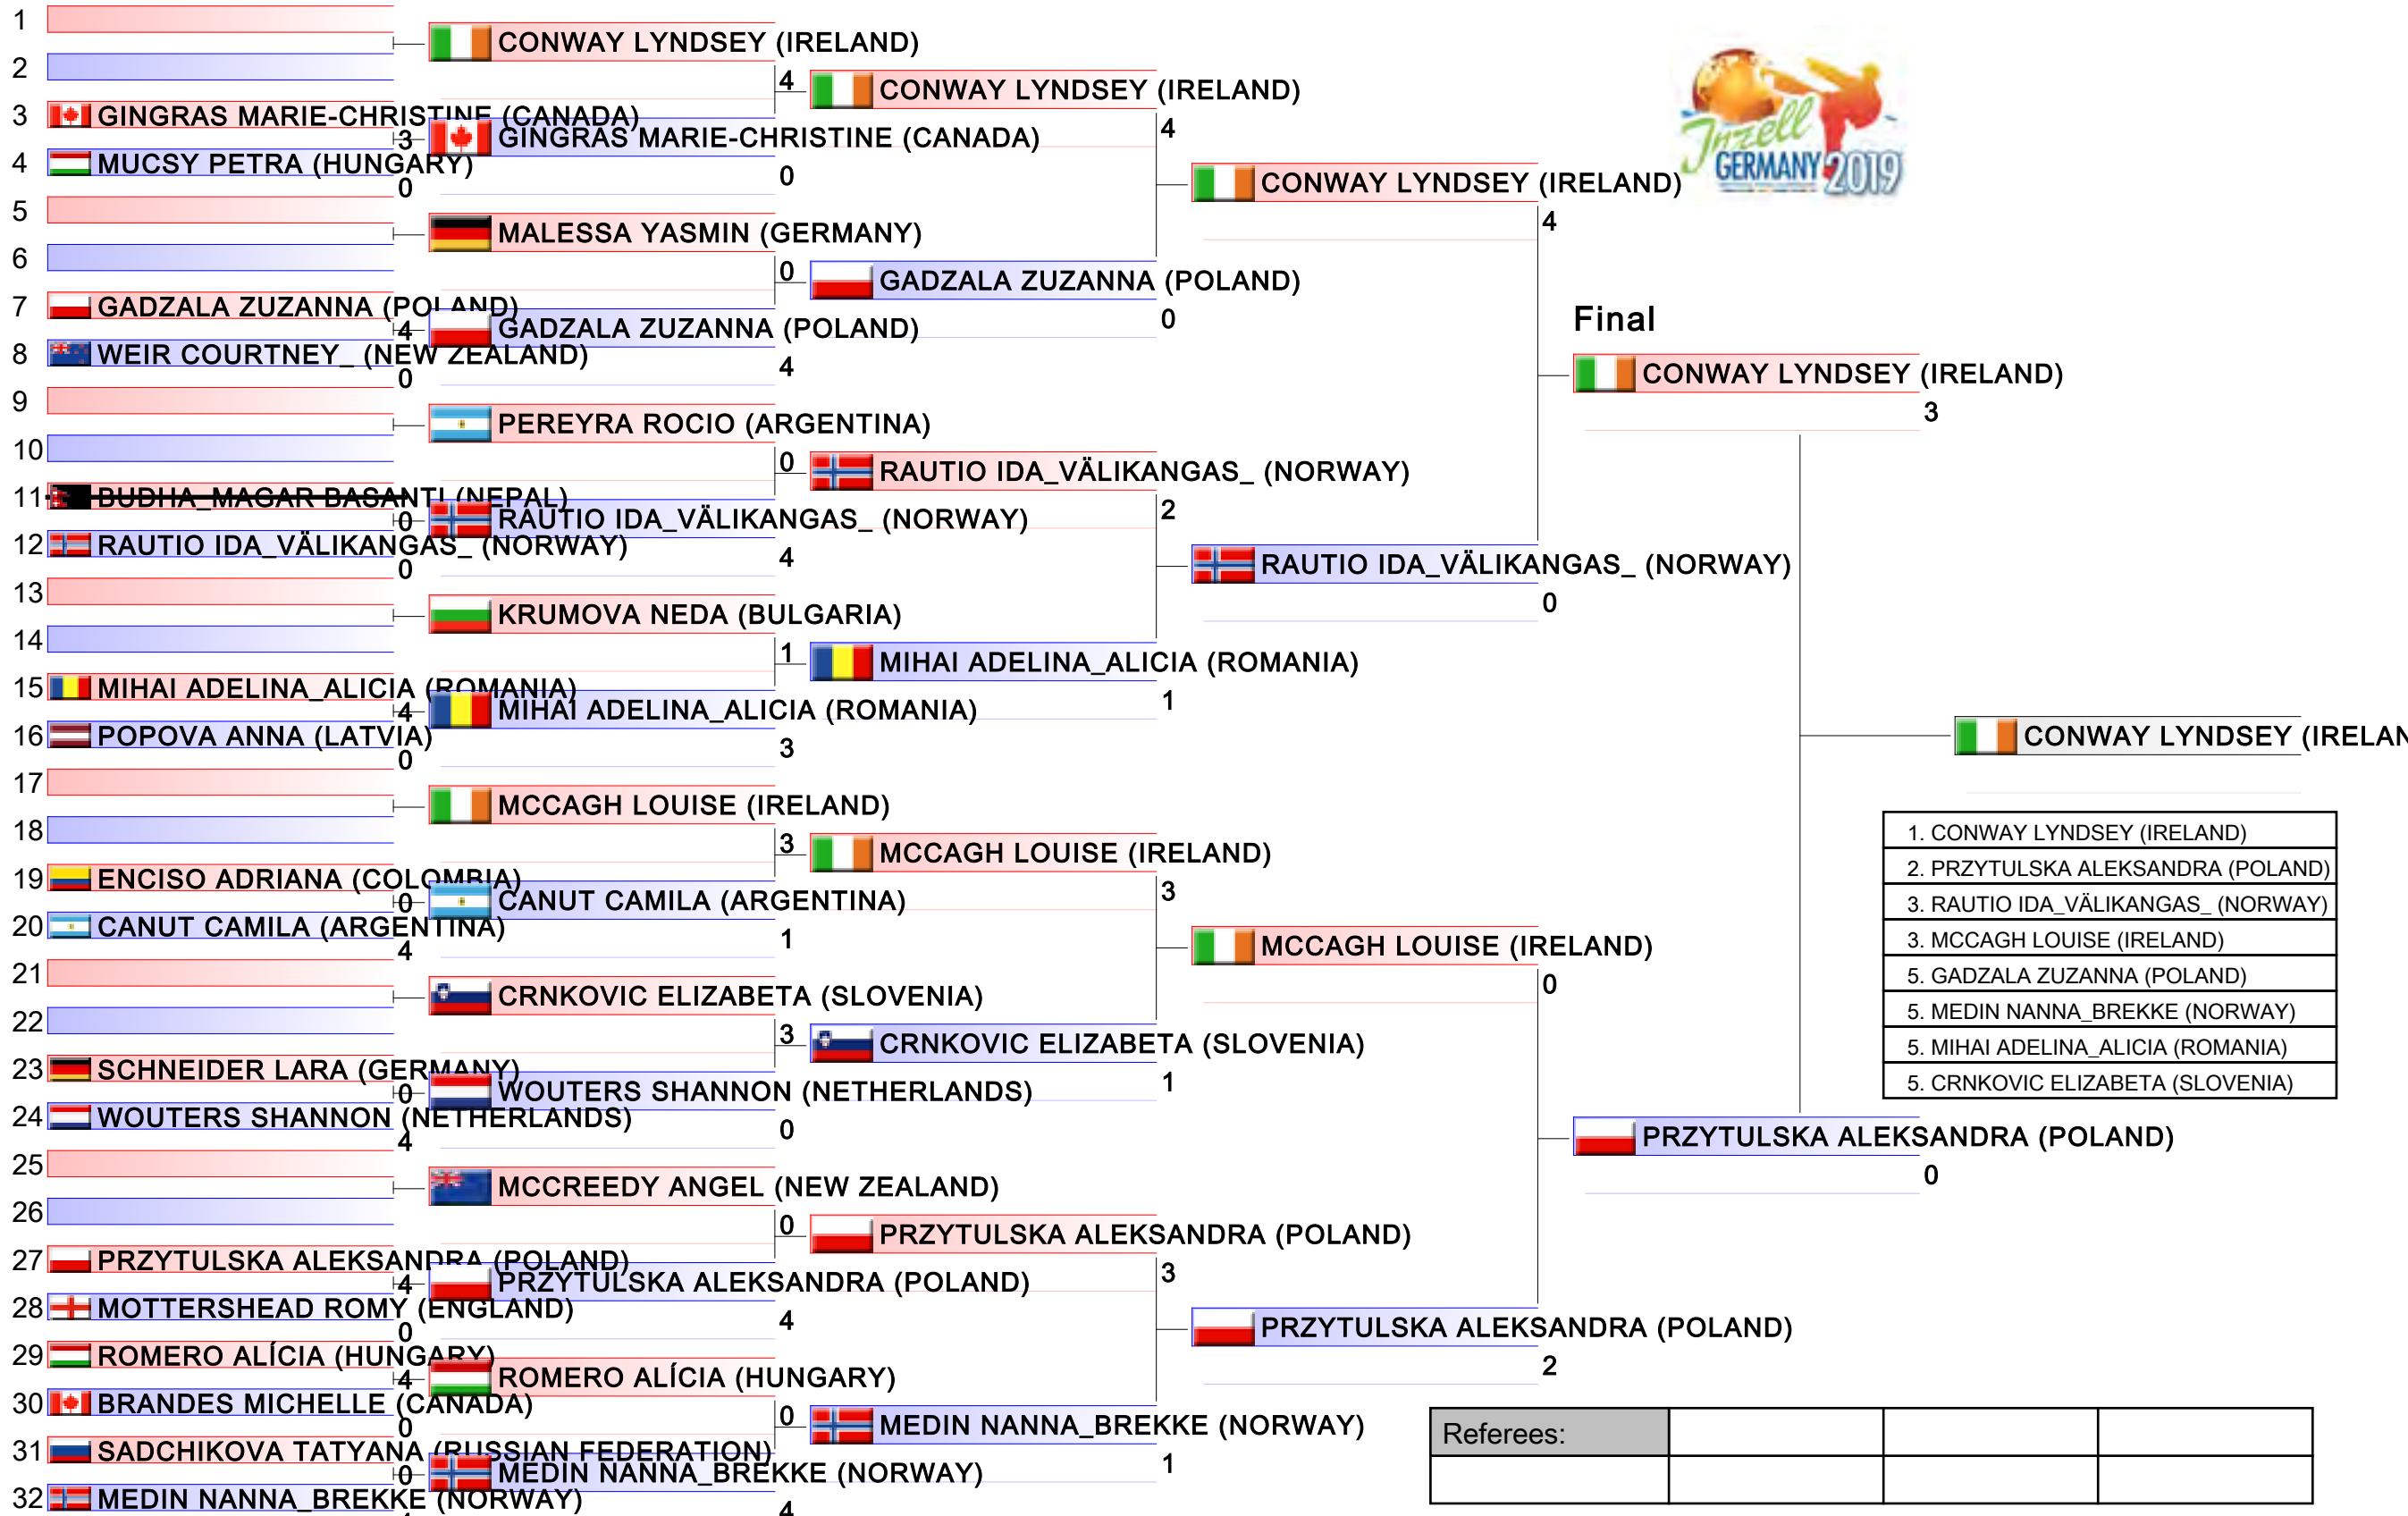 1
CONWAY LYNDSEY (IRELAND)
2
4
CONWAY LYNDSEY (IRELAND)
3 GINGRAS MARIE-CHRISTINE (CANADA)
3
GINGRAS MARIE-CHRISTINE (CANADA)
4
4 MUCSY PETRA (HUNGARY)
0
0
CONWAY LYNDSEY (IRELAND)
4
Inzell
GERMANY 2019
5
MALESSA YASMIN (GERMANY)
6
0
GADZALA ZUZANNA (POLAND)
0
7 GADZALA ZUZANNA (POLAND)
4
GADZALA ZUZANNA (POLAND)
8 WEIR COURTNEY_ (NEW ZEALAND)
0
4
Final
CONWAY LYNDSEY (IRELAND)
3
9
PEREYRA ROCIO (ARGENTINA)
10
0
RAUTIO IDA_VÄLIKANGAS_ (NORWAY)
2
11 BUDHA_MAGAR BASANTI (NEPAL)
0
RAUTIO IDA_VÄLIKANGAS_ (NORWAY)
12 RAUTIO IDA_VÄLIKANGAS_ (NORWAY)
0
4
RAUTIO IDA_VÄLIKANGAS_ (NORWAY)
0
13
KRUMOVA NEDA (BULGARIA)
14
1
MIHAI ADELINA_ALICIA (ROMANIA)
1
15 MIHAI ADELINA_ALICIA (ROMANIA)
4
MIHAI ADELINA_ALICIA (ROMANIA)
16 POPOVA ANNA (LATVIA)
0
3
CONWAY LYNDSEY (IRELAN
17
MCCAGH LOUISE (IRELAND)
18
3
MCCAGH LOUISE (IRELAND)
3
19 ENCISO ADRIANA (COLOMBIA)
0
CANUT CAMILA (ARGENTINA)
20 CANUT CAMILA (ARGENTINA)
4
1
MCCAGH LOUISE (IRELAND)
0
21
CRNKOVIC ELIZABETA (SLOVENIA)
22
3
CRNKOVIC ELIZABETA (SLOVENIA)
1
23 SCHNEIDER LARA (GERMANY)
0
WOUTERS SHANNON (NETHERLANDS)
24 WOUTERS SHANNON (NETHERLANDS)
4
0
1. CONWAY LYNDSEY (IRELAND)
2. PRZYTULSKA ALEKSANDRA (POLAND)
3. RAUTIO IDA_VÄLIKANGAS_ (NORWAY)
3. MCCAGH LOUISE (IRELAND)
5. GADZALA ZUZANNA (POLAND)
5. MEDIN NANNA_BREKKE (NORWAY)
5. MIHAI ADELINA_ALICIA (ROMANIA)
5. CRNKOVIC ELIZABETA (SLOVENIA)
PRZYTULSKA ALEKSANDRA (POLAND)
0
25
MCCREEDY ANGEL (NEW ZEALAND)
26
0
PRZYTULSKA ALEKSANDRA (POLAND)
3
27 PRZYTULSKA ALEKSANDRA (POLAND)
4
PRZYTULSKA ALEKSANDRA (POLAND)
28 MOTTERSHEAD ROMY (ENGLAND)
0
4
PRZYTULSKA ALEKSANDRA (POLAND)
2
29 ROMERO ALÍCIA (HUNGARY)
4
ROMERO ALÍCIA (HUNGARY)
30 BRANDES MICHELLE (CANADA)
0
0
MEDIN NANNA_BREKKE (NORWAY)
1
31 SADCHIKOVA TATYANA (RUSSIAN FEDERATION)
0
MEDIN NANNA_BREKKE (NORWAY)
32 MEDIN NANNA_BREKKE (NORWAY)
4
Referees: